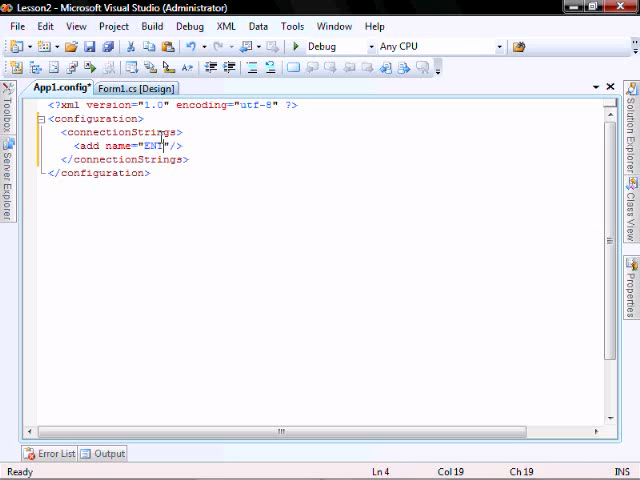 Lesson2 - Microsoft Visual Studio (Administrator)
File Edit View Project Build Debug XML Data Tools Window Help
Debug Any CPU
App1.config* Form1.cs [Design]
<?xml version="1.0" encoding="utf-8" ?>
<configuration>
<connectionStrings>
<add name="ENT"/>
</connectionStrings>
</configuration>
Toolbox
Server Explorer
Solution Explorer
Class View
Properties
Error List Output
Ready Ln 4 Col 19 Ch 19 INS